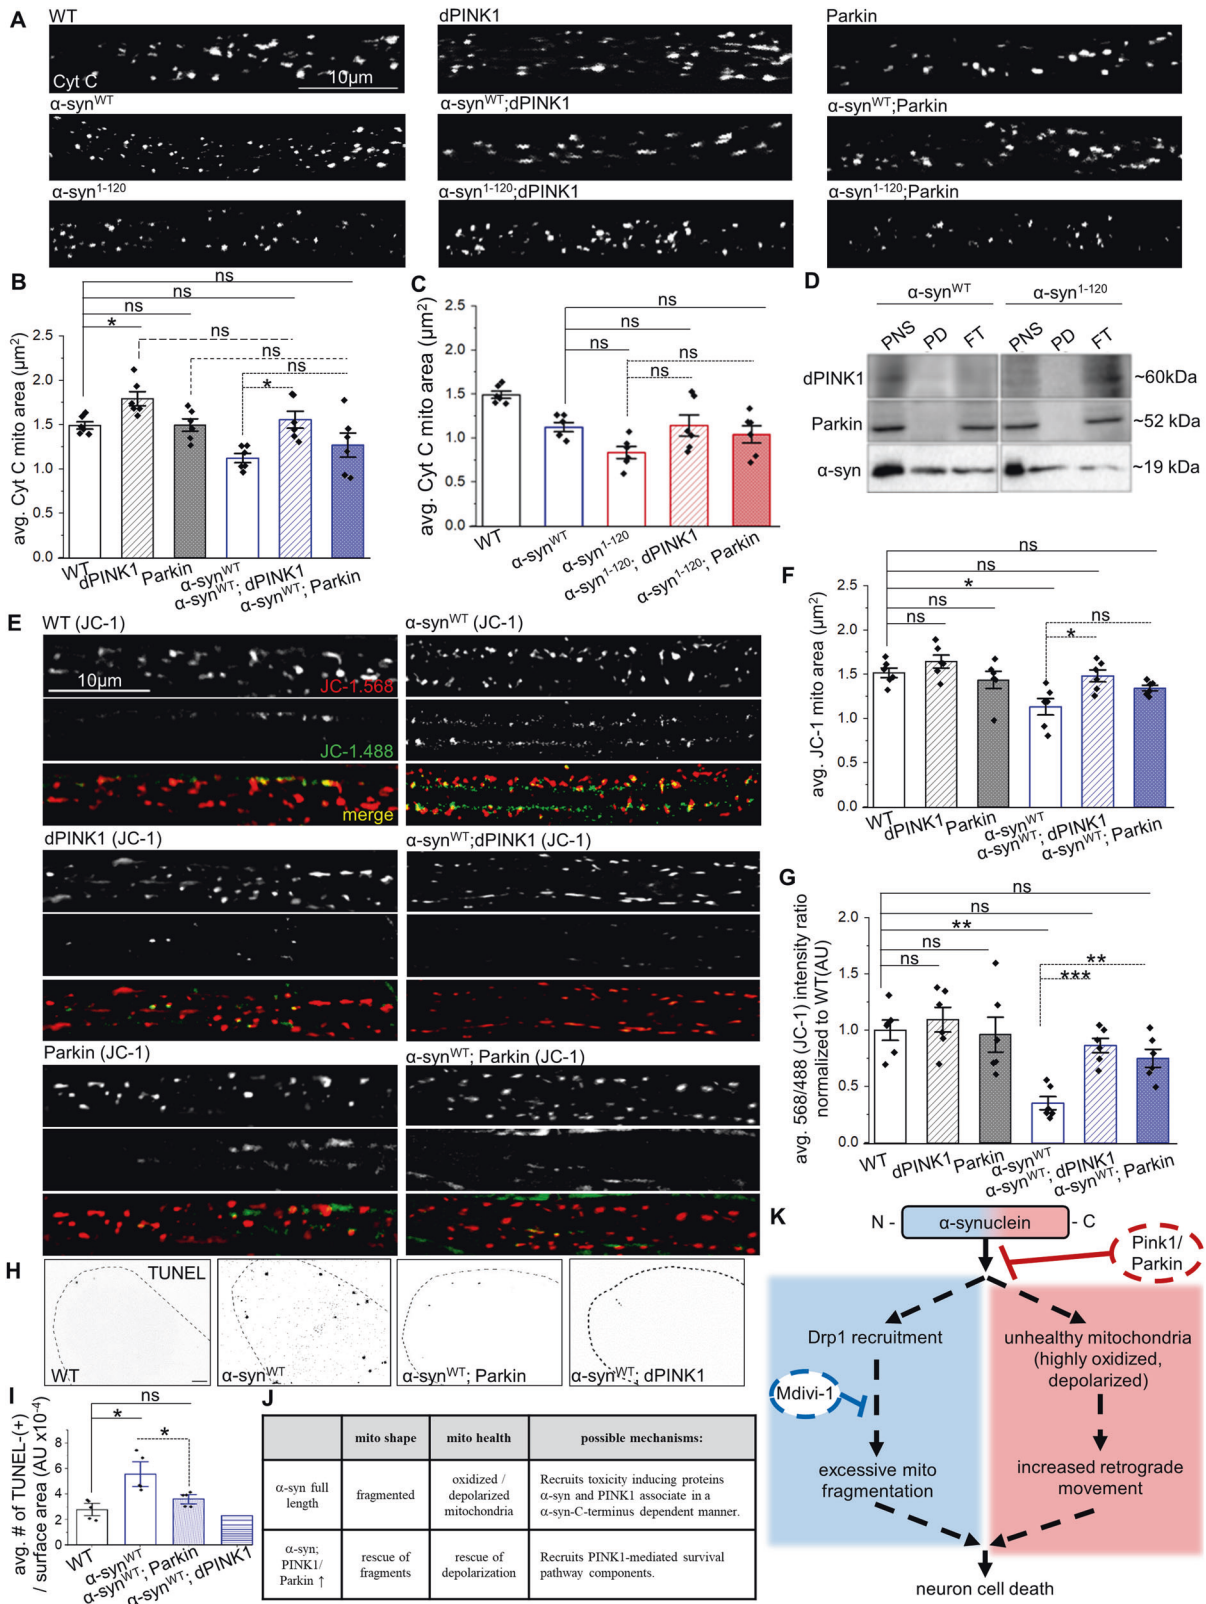 A
WT
dPINK1
Parkin
Cyt C
10µm
α-syn^WT
α-syn^WT;dPINK1
α-syn^WT;Parkin
α-syn^1-120
α-syn^1-120;dPINK1
α-syn^1-120;Parkin
B
ns
ns
ns
*
ns
ns
ns
*
avg. Cyt C mito area (µm²)
2.5
2.0
1.5
1.0
0.5
0.0
WT
dPINK1
Parkin
α-syn^WT
α-syn^WT; dPINK1
α-syn^WT; Parkin
C
ns
ns
ns
ns
ns
avg. Cyt C mito area (µm²)
2.5
2.0
1.5
1.0
0.5
0.0
WT
α-syn^WT
α-syn^1-120
α-syn^1-120; dPINK1
α-syn^1-120; Parkin
D
α-syn^WT
α-syn^1-120
PNS PD FT PNS PD FT
dPINK1 ~60kDa
Parkin ~52 kDa
α-syn ~19 kDa
E
WT (JC-1)
α-syn^WT (JC-1)
10µm
JC-1.568
JC-1.488
merge
dPINK1 (JC-1)
α-syn^WT;dPINK1 (JC-1)
Parkin (JC-1)
α-syn^WT; Parkin (JC-1)
F
ns
ns
*
ns
ns
ns
*
avg. JC-1 mito area (µm²)
2.5
2.0
1.5
1.0
0.5
0.0
WT
dPINK1
Parkin
α-syn^WT
α-syn^WT; dPINK1
α-syn^WT; Parkin
G
ns
ns
**
ns
ns
**
***
avg. 568/488 (JC-1) intensity ratio
normalized to WT(AU)
2.0
1.5
1.0
0.5
0.0
WT
dPINK1
Parkin
α-syn^WT
α-syn^WT; dPINK1
α-syn^WT; Parkin
H
TUNEL
WT
α-syn^WT
α-syn^WT; Parkin
α-syn^WT; dPINK1
I
ns
*
*
avg. # of TUNEL-(+)
/ surface area (AU x10⁻⁴)
8
6
4
2
0
WT
α-syn^WT
α-syn^WT; Parkin
α-syn^WT; dPINK1
J
mito shape mito health possible mechanisms:
α-syn full
length
fragmented
oxidized /
depolarized
mitochondria
Recruits toxicity inducing proteins
α-syn and PINK1 associate in a
α-syn-C-terminus dependent manner.
α-syn;
PINK1/
Parkin ↑
rescue of
fragments
rescue of
depolarization
Recruits PINK1-mediated survival
pathway components.
K
N - α-synuclein - C
Pink1/
Parkin
Drp1 recruitment
unhealthy mitochondria
(highly oxidized,
depolarized)
Mdivi-1
excessive mito
fragmentation
increased retrograde
movement
neuron cell death